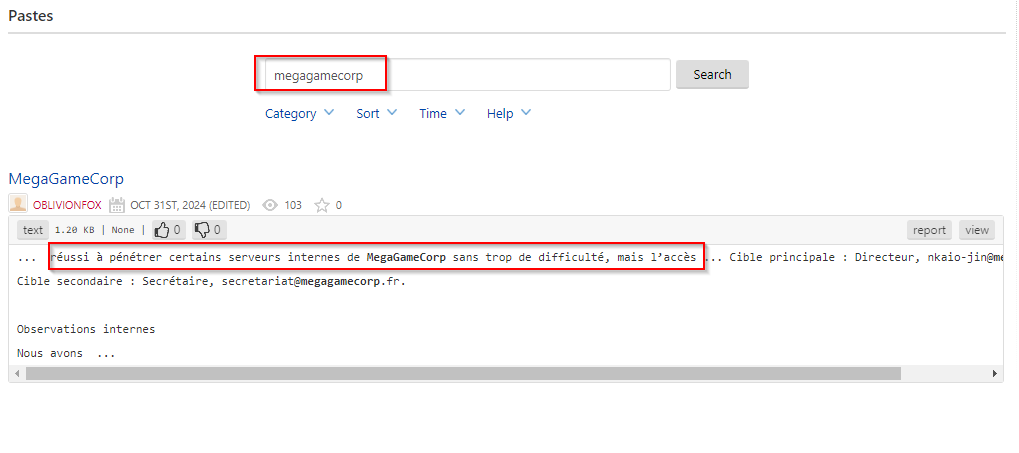 Pastes
megagamecorp
Search
Category Sort Time Help
MegaGameCorp
OBLIVIONFOX OCT 31ST, 2024 (EDITED) 103 0
text 1.20 KB | None | 0 0 report view
... réussi à pénétrer certains serveurs internes de MegaGameCorp sans trop de difficulté, mais l’accès ... Cible principale : Directeur, nkaio-jin@me
Cible secondaire : Secrétaire, secretariat@megagamecorp.fr.
Observations internes
Nous avons ...